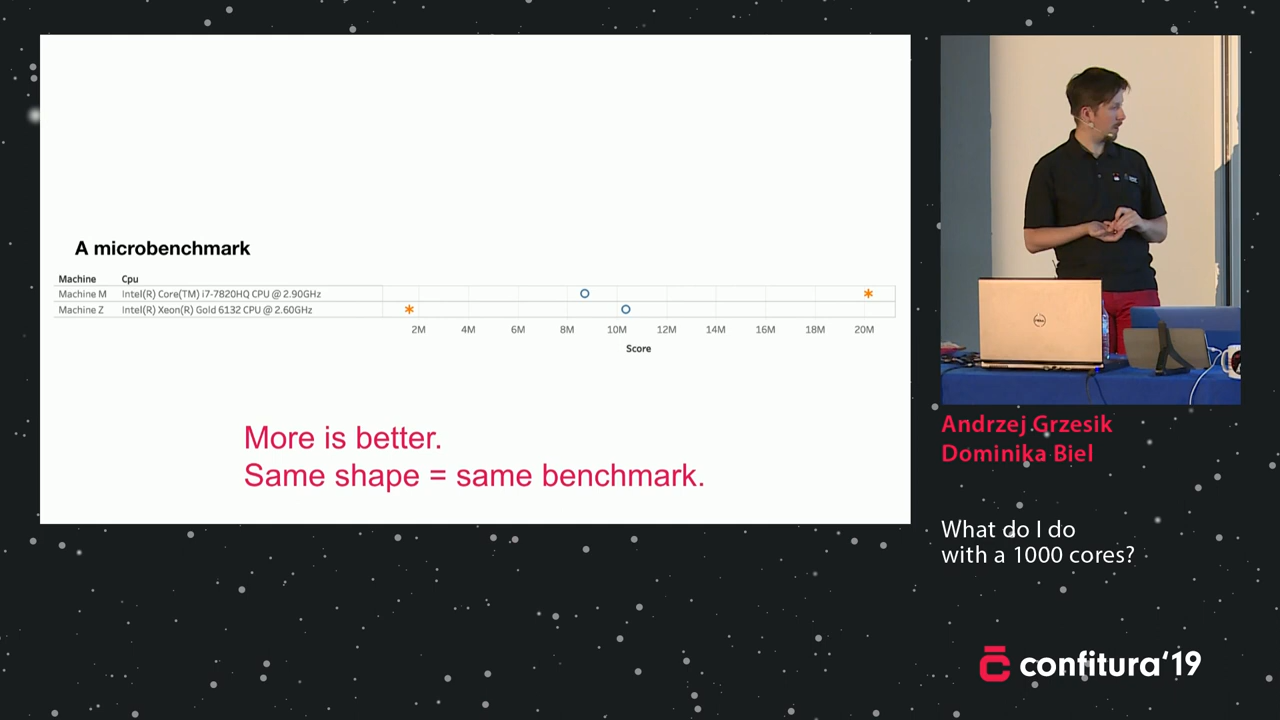 A microbenchmark
Machine Cpu
Machine M Intel(R) Core(TM) i7-7820HQ CPU @ 2.90GHz
Machine Z Intel(R) Xeon(R) Gold 6132 CPU @ 2.60GHz
2M 4M 6M 8M 10M 12M 14M 16M 18M 20M
Score
More is better.
Same shape = same benchmark.
DELL
Andrzej Grzesik
Dominika Biel
What do I do
with a 1000 cores?
confitura'19